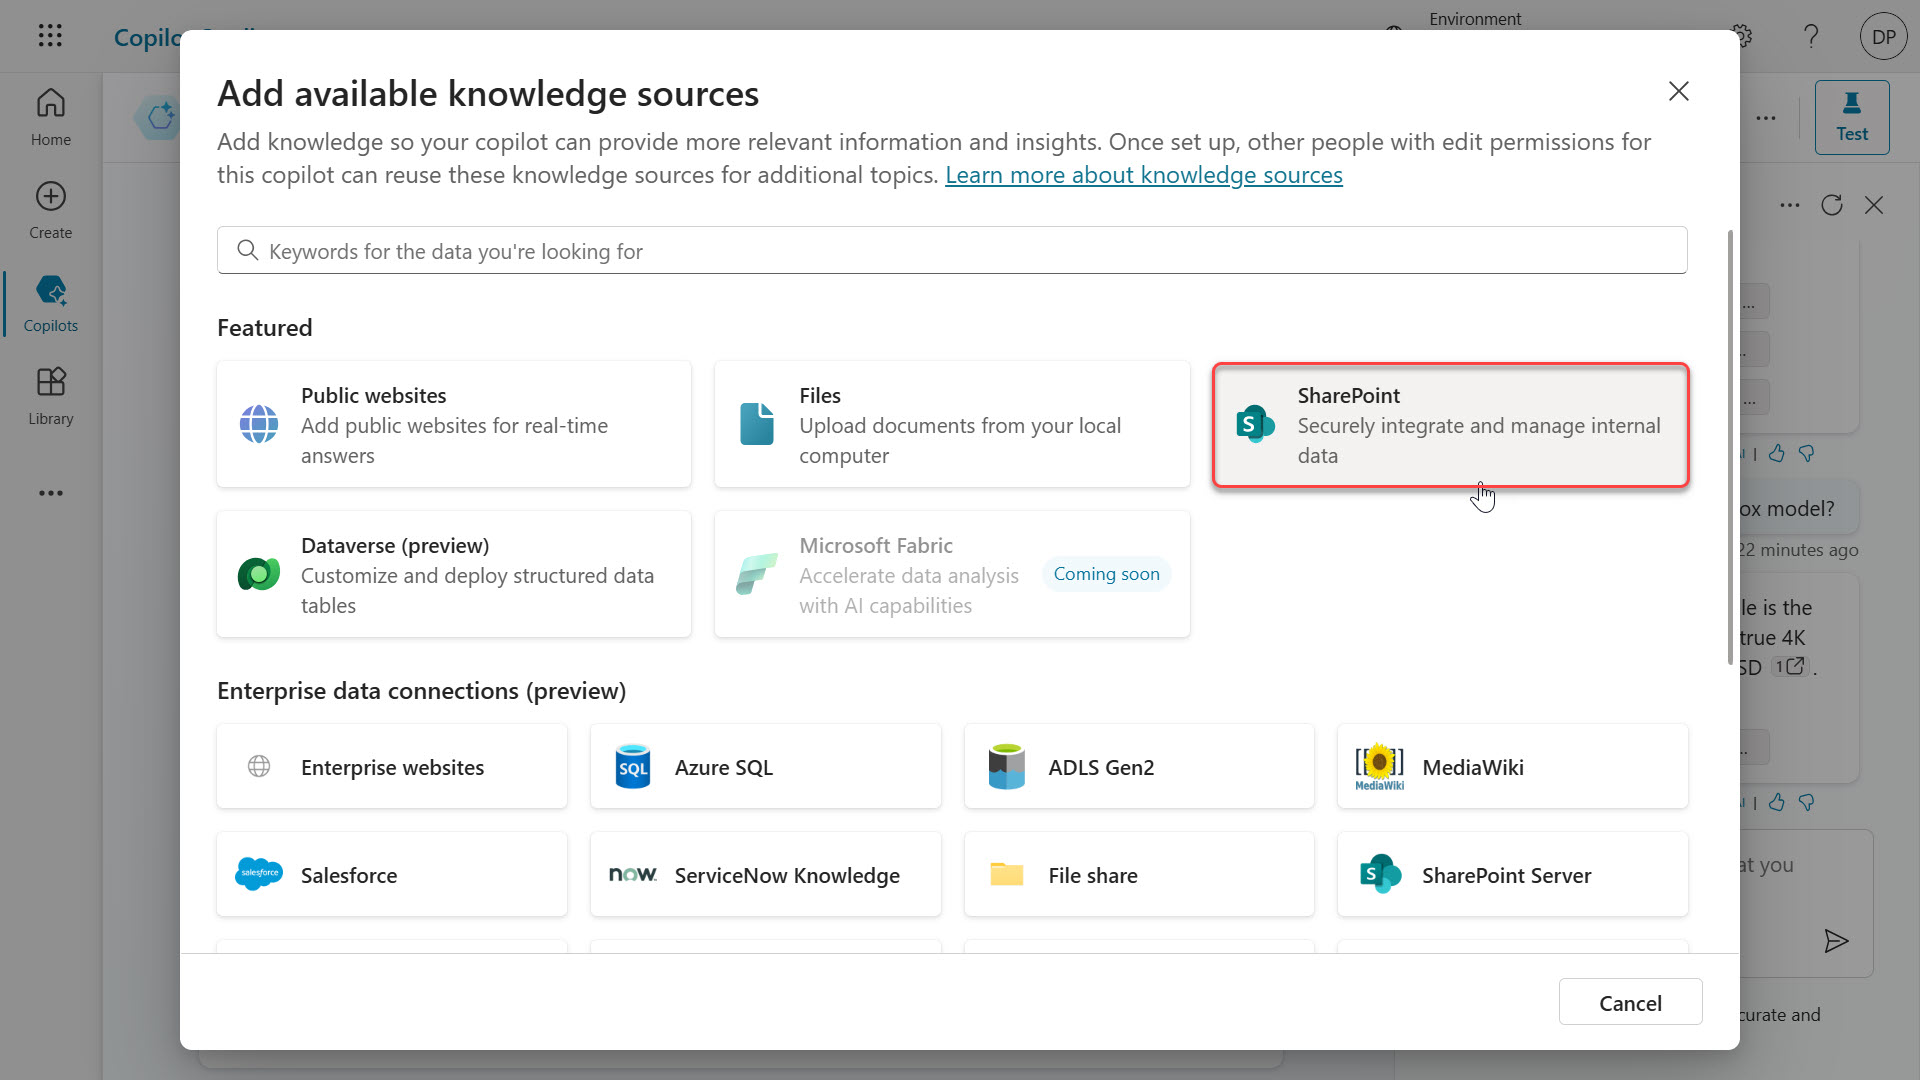 Environment
DP
Home
Create
Copilots
Library
Test
Add available knowledge sources
Add knowledge so your copilot can provide more relevant information and insights. Once set up, other people with edit permissions for
this copilot can reuse these knowledge sources for additional topics. Learn more about knowledge sources
Keywords for the data you're looking for
Featured
Public websites
Add public websites for real-time
answers
Files
Upload documents from your local
computer
SharePoint
Securely integrate and manage internal
data
Dataverse (preview)
Customize and deploy structured data
tables
Microsoft Fabric
Accelerate data analysis
with AI capabilities
Coming soon
Enterprise data connections (preview)
Enterprise websites
SQL
Azure SQL
ADLS Gen2
MediaWiki
MediaWiki
salesforce
Salesforce
now.
ServiceNow Knowledge
File share
S
SharePoint Server
Cancel
model?
22 minutes ago
is the
true 4K
1
you
and